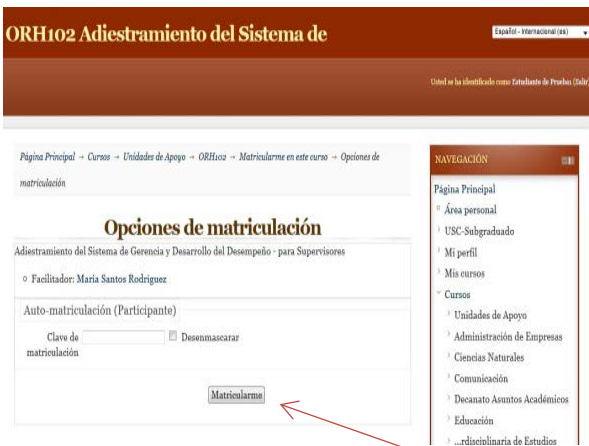 ORH102 Adiestramiento del Sistema de
Español - Internacional (es)
Usted se ha identificado como Estudiante de Pruebas (Salir)
Página Principal → Cursos → Unidades de Apoyo → ORH102 → Matricularme en este curso → Opciones de
matriculación
Opciones de matriculación
Adiestramiento del Sistema de Gerencia y Desarrollo del Desempeño - para Supervisores
Facilitador: Maria Santos Rodriguez
Auto-matriculación (Participante)
Clave de
matriculación
Desenmascarar
Matricularme
NAVEGACIÓN
Página Principal
Área personal
USC-Subgraduado
Mi perfil
Mis cursos
Cursos
Unidades de Apoyo
Administración de Empresas
Ciencias Naturales
Comunicación
Decanato Asuntos Académicos
Educación
...rdisciplinaria de Estudios